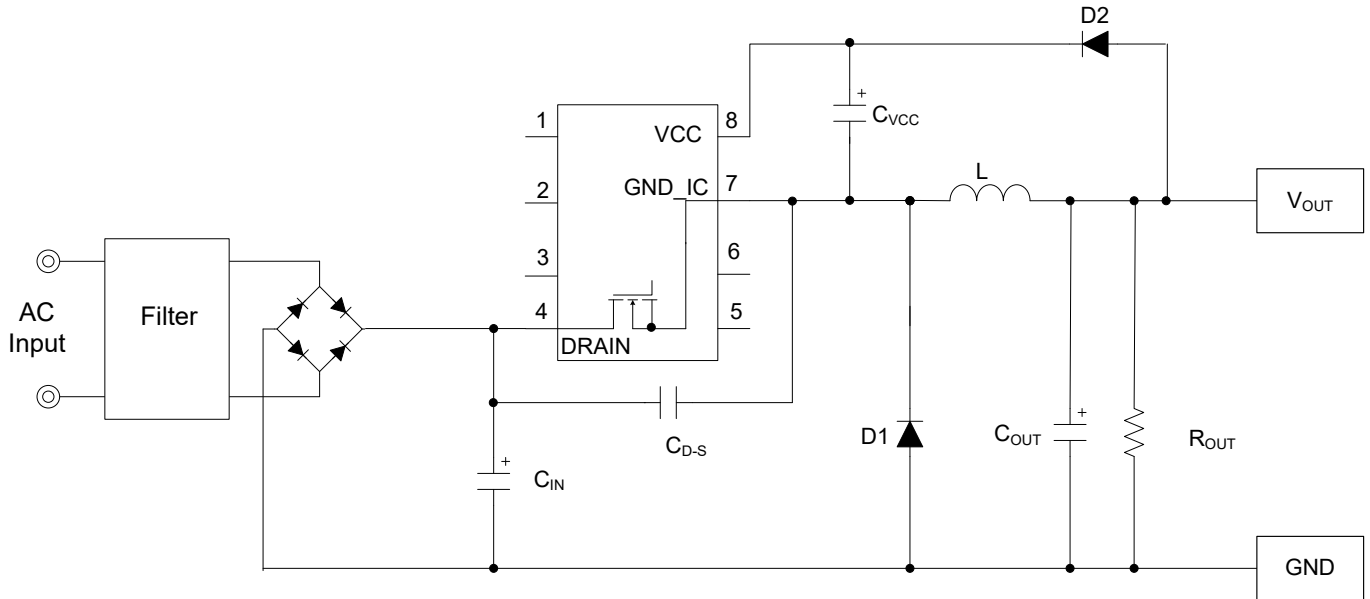 D2
1
VCC
8
+
C_VCC
2
GND_IC
7
L
V_OUT
3
6
AC
Input
Filter
4
5
DRAIN
C_D-S
D1
C_OUT
+
R_OUT
+
C_IN
GND